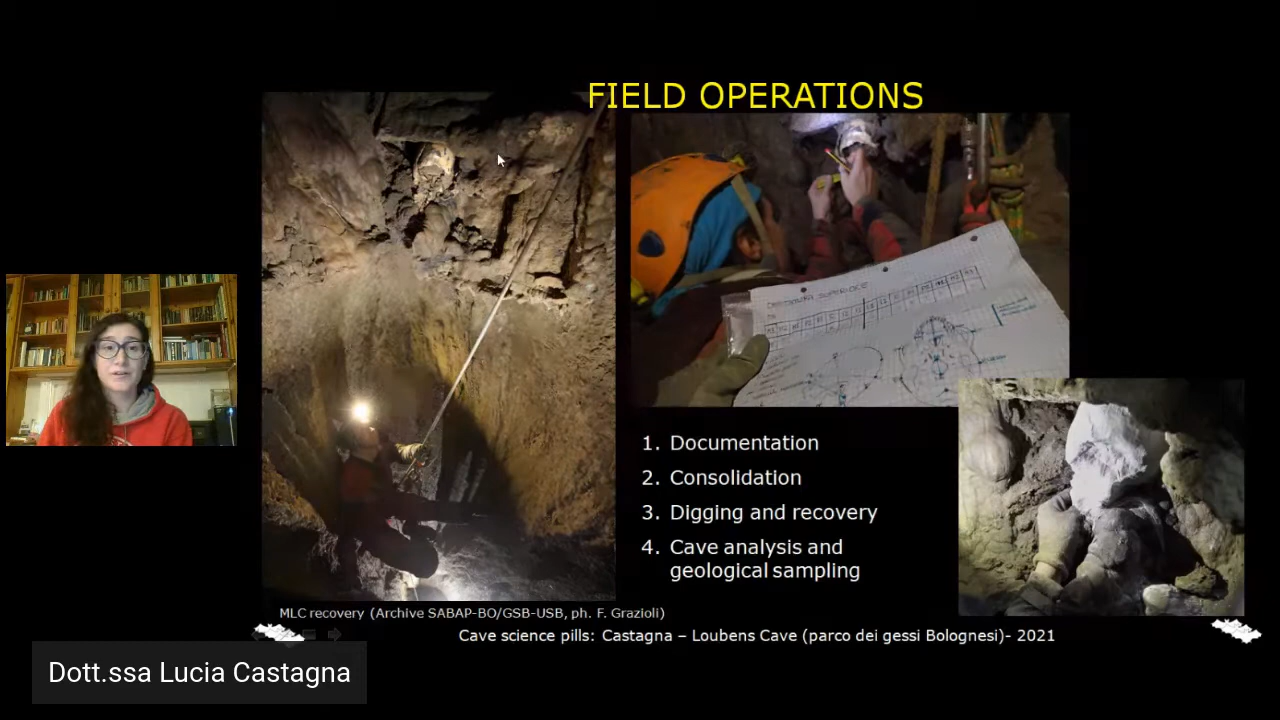 FIELD OPERATIONS
1. Documentation
2. Consolidation
3. Digging and recovery
4. Cave analysis and
geological sampling
MLC recovery (Archive SABAP-BO/GSB-USB, ph. F. Grazioli)
Cave science pills: Castagna – Loubens Cave (parco dei gessi Bolognesi)- 2021
Dott.ssa Lucia Castagna